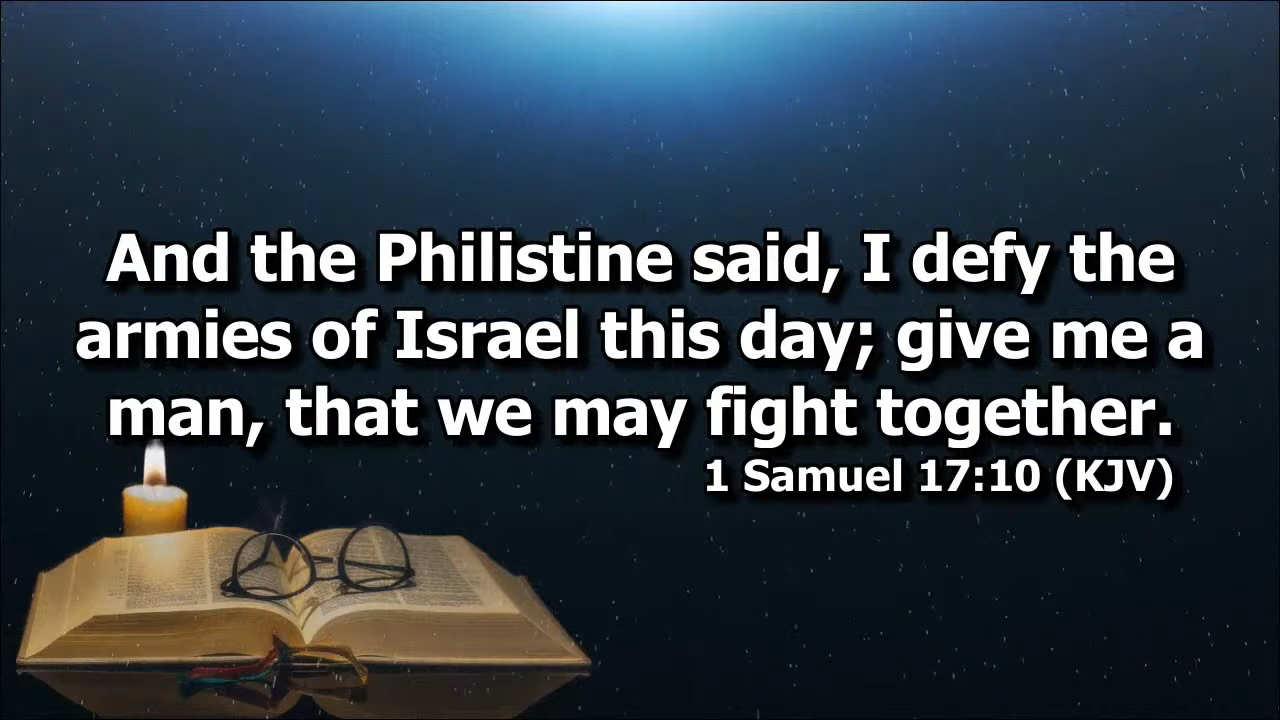 And the Philistine said, I defy the
armies of Israel this day; give me a
man, that we may fight together.
1 Samuel 17:10 (KJV)